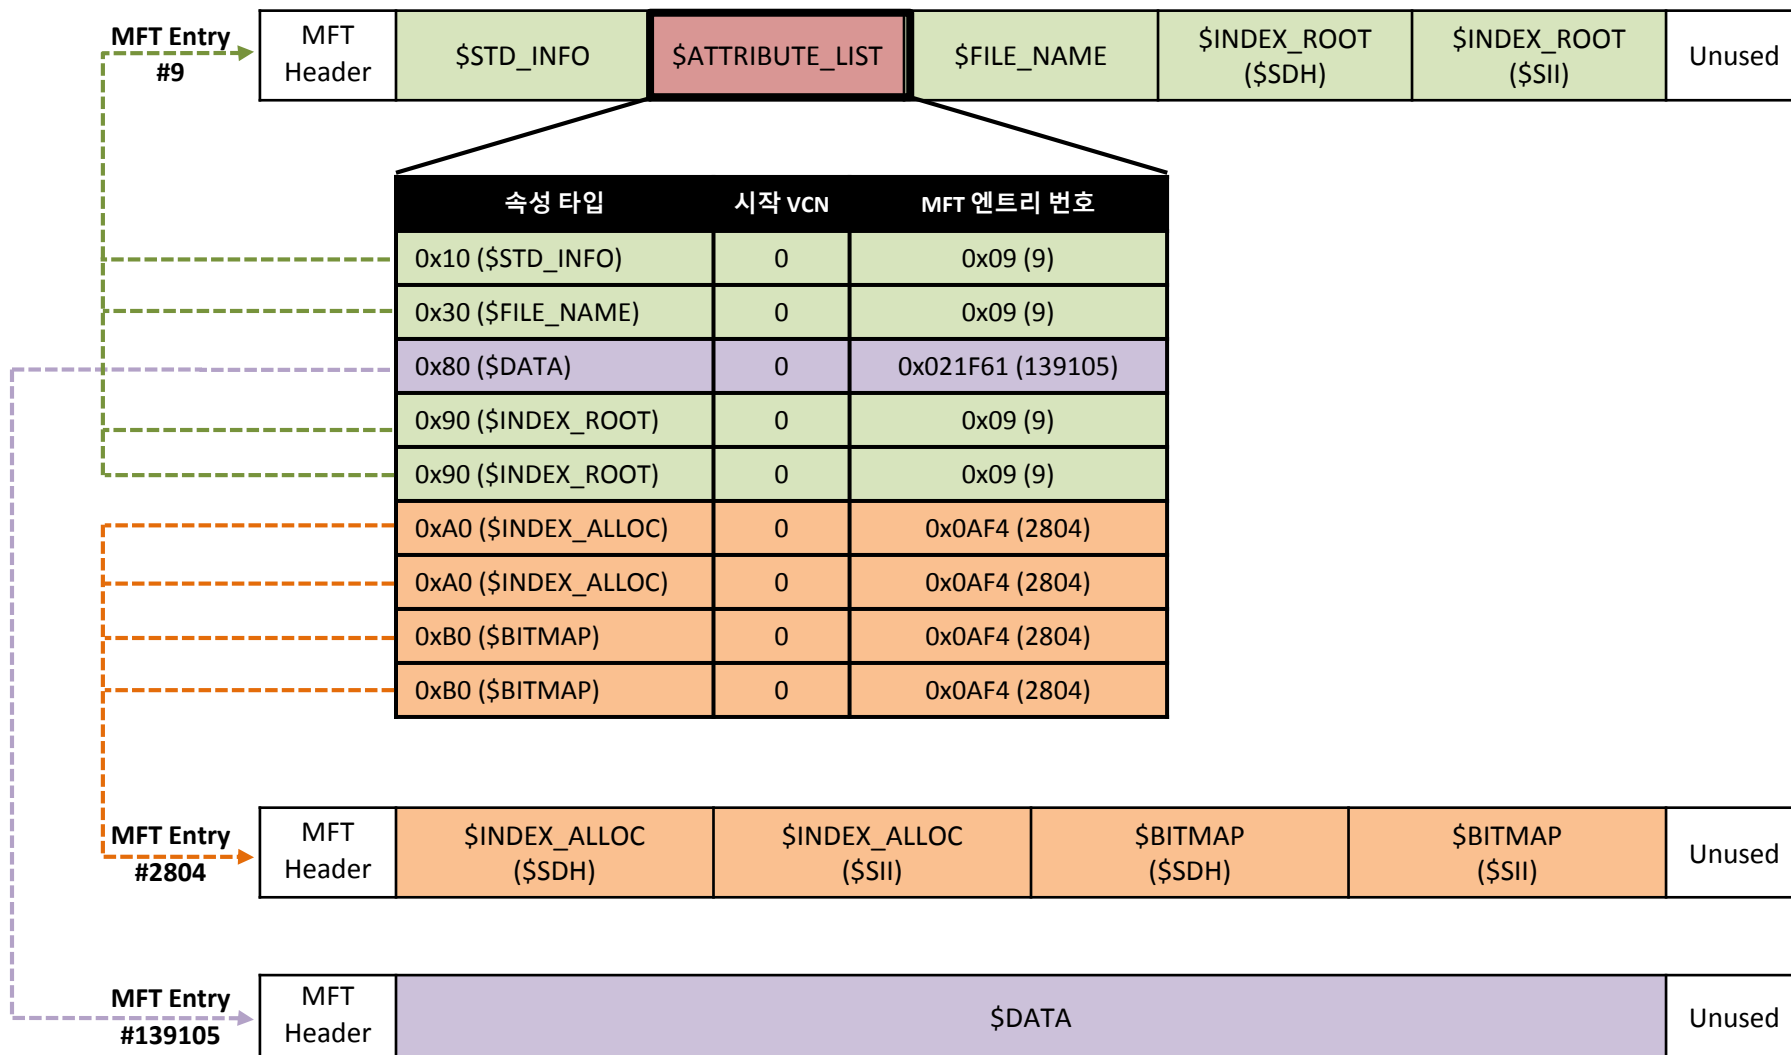 MFT Entry
#9
MFT
Header
$STD_INFO
$ATTRIBUTE_LIST
$FILE_NAME
$INDEX_ROOT
($SDH)
$INDEX_ROOT
($SII)
Unused
속성 타입 시작 VCN MFT 엔트리 번호
0x10 ($STD_INFO) 0 0x09 (9)
0x30 ($FILE_NAME) 0 0x09 (9)
0x80 ($DATA) 0 0x021F61 (139105)
0x90 ($INDEX_ROOT) 0 0x09 (9)
0x90 ($INDEX_ROOT) 0 0x09 (9)
0xA0 ($INDEX_ALLOC) 0 0x0AF4 (2804)
0xA0 ($INDEX_ALLOC) 0 0x0AF4 (2804)
0xB0 ($BITMAP) 0 0x0AF4 (2804)
0xB0 ($BITMAP) 0 0x0AF4 (2804)
MFT Entry
#2804
MFT
Header
$INDEX_ALLOC
($SDH)
$INDEX_ALLOC
($SII)
$BITMAP
($SDH)
$BITMAP
($SII)
Unused
MFT Entry
#139105
MFT
Header
$DATA
Unused